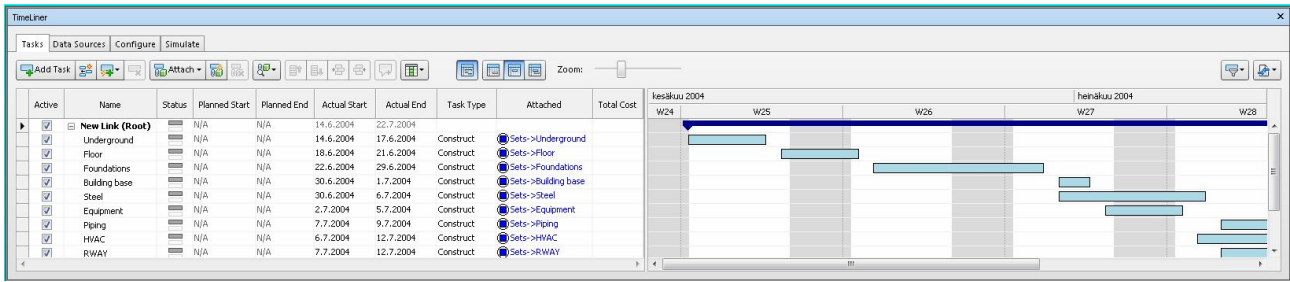 TimeLiner
Tasks Data Sources Configure Simulate
Add Task Attach Zoom:
Active Name Status Planned Start Planned End Actual Start Actual End Task Type Attached Total Cost kesäkuu 2004 heinäkuu 2004
W24 W25 W26 W27 W28
New Link (Root) N/A N/A 14.6.2004 22.7.2004
Underground N/A N/A 14.6.2004 17.6.2004 Construct Sets->Underground
Floor N/A N/A 18.6.2004 21.6.2004 Construct Sets->Floor
Foundations N/A N/A 22.6.2004 29.6.2004 Construct Sets->Foundations
Building base N/A N/A 30.6.2004 1.7.2004 Construct Sets->Building base
Steel N/A N/A 30.6.2004 6.7.2004 Construct Sets->Steel
Equipment N/A N/A 2.7.2004 5.7.2004 Construct Sets->Equipment
Piping N/A N/A 7.7.2004 9.7.2004 Construct Sets->Piping
HVAC N/A N/A 6.7.2004 12.7.2004 Construct Sets->HVAC
RWAY N/A N/A 7.7.2004 12.7.2004 Construct Sets->RWAY